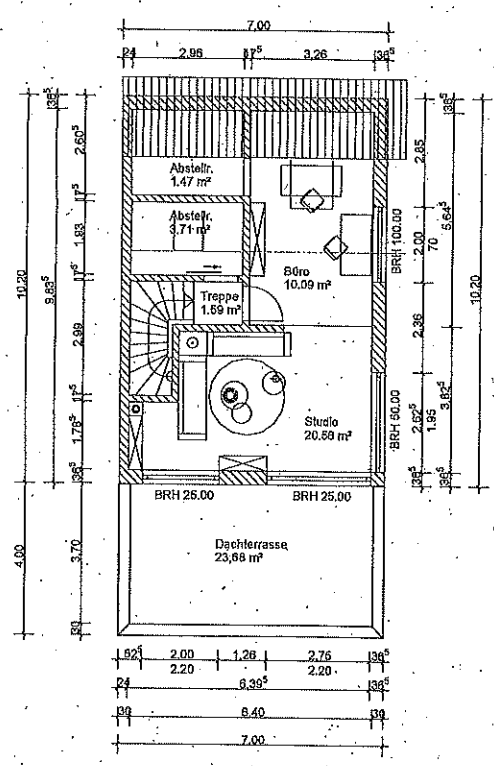 7,00
24 2,96 17⁵ 3,26 36⁵
36⁵
2,60⁵
17⁵
1,93
17⁵
2,99
17⁵
1,78⁵
36⁵
9,83⁵
10,20
4,00
3,70
30
Abstellr.
1.47 m²
Abstellr.
3.71 m²
Treppe
1.59 m²
Büro
10.09 m²
Studio
20.56 m²
BRH 100.00
BRH 60.00
BRH 25.00 BRH 25.00
Dachterrasse
23,68 m²
36⁵
2,85
5,64⁵
2,00
70
2,36
3,82⁵
2,62⁵
1,95
36⁵ 36⁵
10,20
62⁵ 2,00 1,26 2,75 36⁵
2.20 2.20
24 6,39⁵ 36⁵
30 6.40 30
7,00